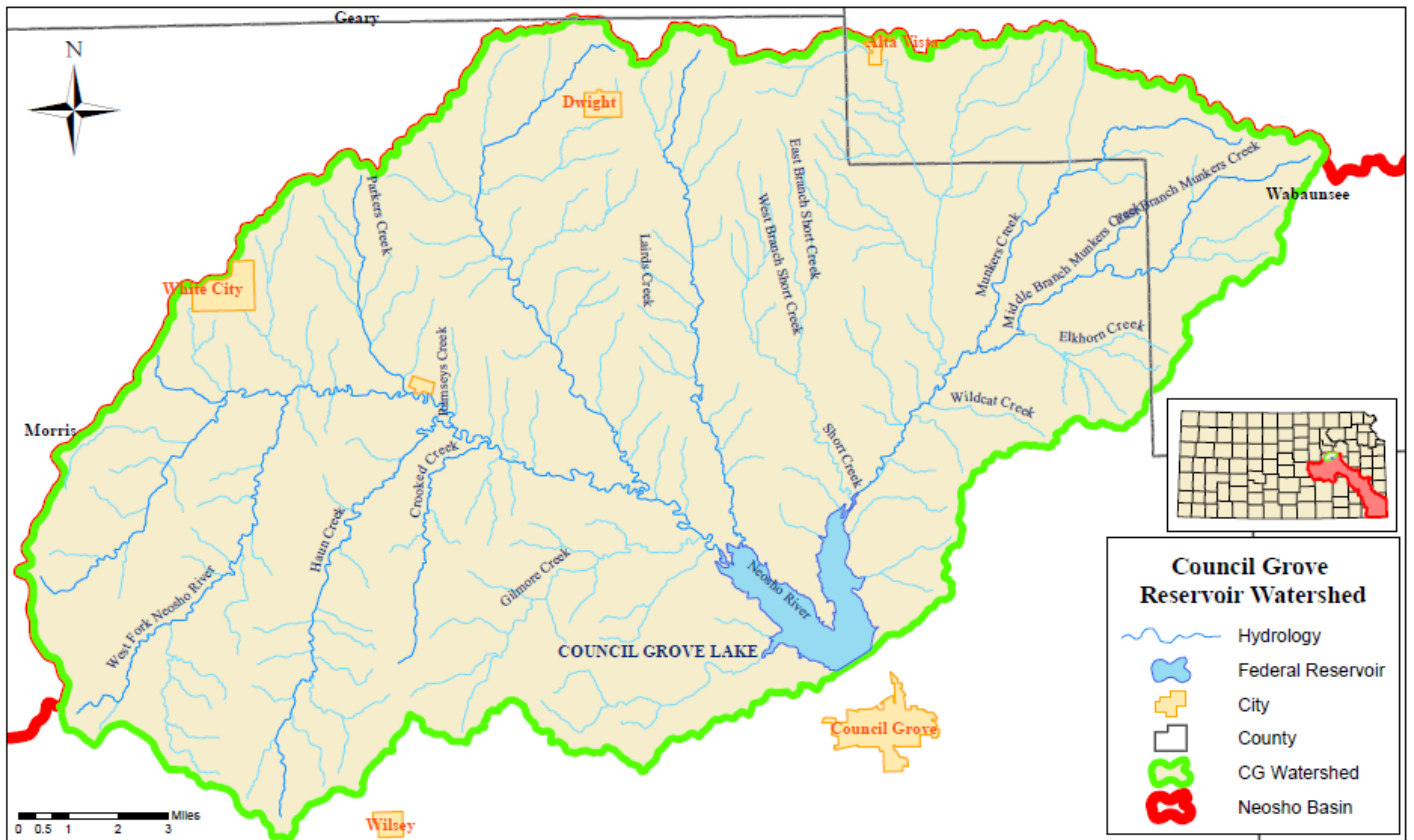 Geary
N
Alta Vista
Dwight
East Branch Short Creek
East Branch Munkers Creek
Wabaunsee
Parkers Creek
West Branch Short Creek
Munkers Creek
Middle Branch Munkers Creek
Lairds Creek
White City
Elkhorn Creek
Ramseys Creek
Wildcat Creek
Morris
Short Creek
Crooked Creek
Haun Creek
Gilmore Creek
Neosho River
West Fork Neosho River
COUNCIL GROVE LAKE
Council Grove
Wilsey
Miles
0 0.5 1 2 3
Council Grove
Reservoir Watershed
Hydrology
Federal Reservoir
City
County
CG Watershed
Neosho Basin